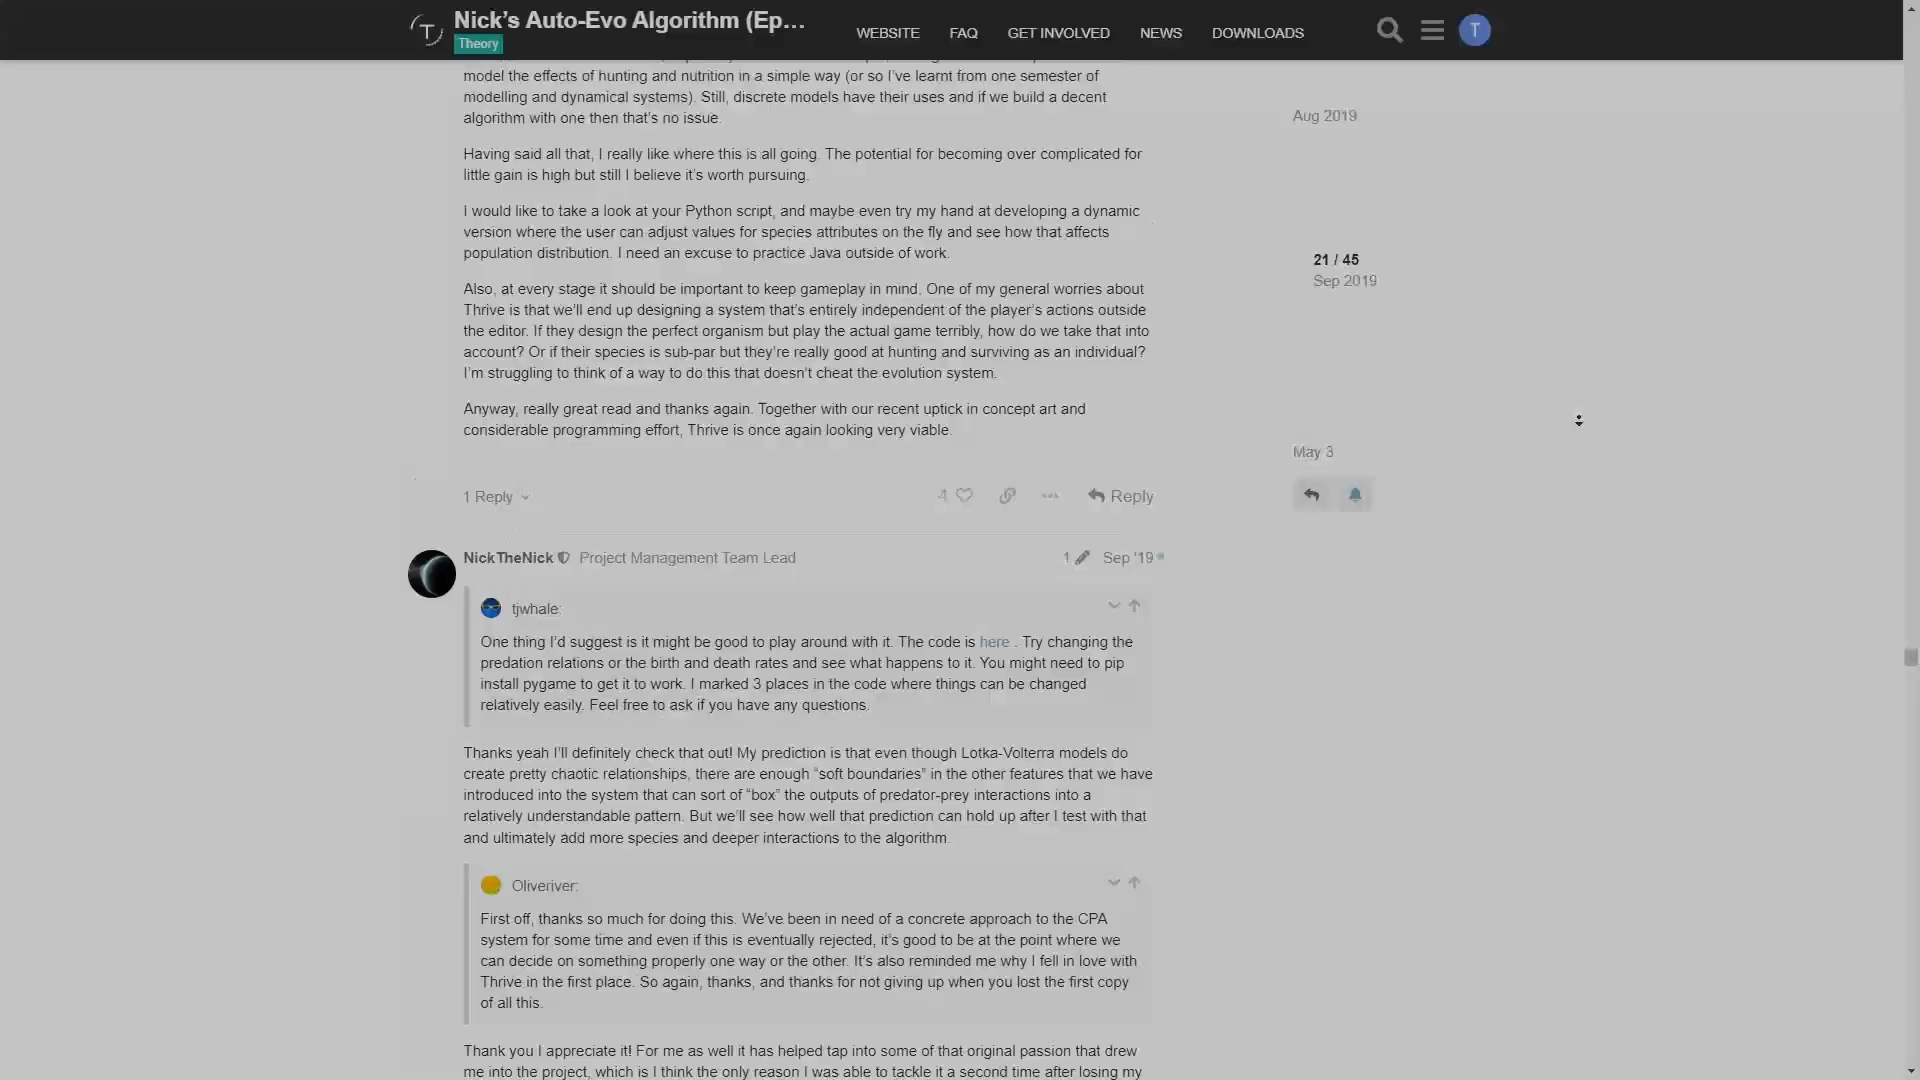 Nick's Auto-Evo Algorithm (Ep...
Theory
WEBSITE FAQ GET INVOLVED NEWS DOWNLOADS
T
model the effects of hunting and nutrition in a simple way (or so I've learnt from one semester of
modelling and dynamical systems). Still, discrete models have their uses and if we build a decent
algorithm with one then that's no issue.
Having said all that, I really like where this is all going. The potential for becoming over complicated for
little gain is high but still I believe it's worth pursuing.
I would like to take a look at your Python script, and maybe even try my hand at developing a dynamic
version where the user can adjust values for species attributes on the fly and see how that affects
population distribution. I need an excuse to practice Java outside of work.
Also, at every stage it should be important to keep gameplay in mind. One of my general worries about
Thrive is that we'll end up designing a system that's entirely independent of the player's actions outside
the editor. If they design the perfect organism but play the actual game terribly, how do we take that into
account? Or if their species is sub-par but they're really good at hunting and surviving as an individual?
I'm struggling to think of a way to do this that doesn't cheat the evolution system.
Anyway, really great read and thanks again. Together with our recent uptick in concept art and
considerable programming effort, Thrive is once again looking very viable.
1 Reply
4
Reply
Aug 2019
21 / 45
Sep 2019
May 3
NickTheNick Project Management Team Lead
1 Sep '19
tjwhale:
One thing I'd suggest is it might be good to play around with it. The code is here . Try changing the
predation relations or the birth and death rates and see what happens to it. You might need to pip
install pygame to get it to work. I marked 3 places in the code where things can be changed
relatively easily. Feel free to ask if you have any questions.
Thanks yeah I'll definitely check that out! My prediction is that even though Lotka-Volterra models do
create pretty chaotic relationships, there are enough “soft boundaries” in the other features that we have
introduced into the system that can sort of “box” the outputs of predator-prey interactions into a
relatively understandable pattern. But we'll see how well that prediction can hold up after I test with that
and ultimately add more species and deeper interactions to the algorithm.
Oliveriver:
First off, thanks so much for doing this. We've been in need of a concrete approach to the CPA
system for some time and even if this is eventually rejected, it's good to be at the point where we
can decide on something properly one way or the other. It's also reminded me why I fell in love with
Thrive in the first place. So again, thanks, and thanks for not giving up when you lost the first copy
of all this.
Thank you I appreciate it! For me as well it has helped tap into some of that original passion that drew
me into the project, which is I think the only reason I was able to tackle it a second time after losing my